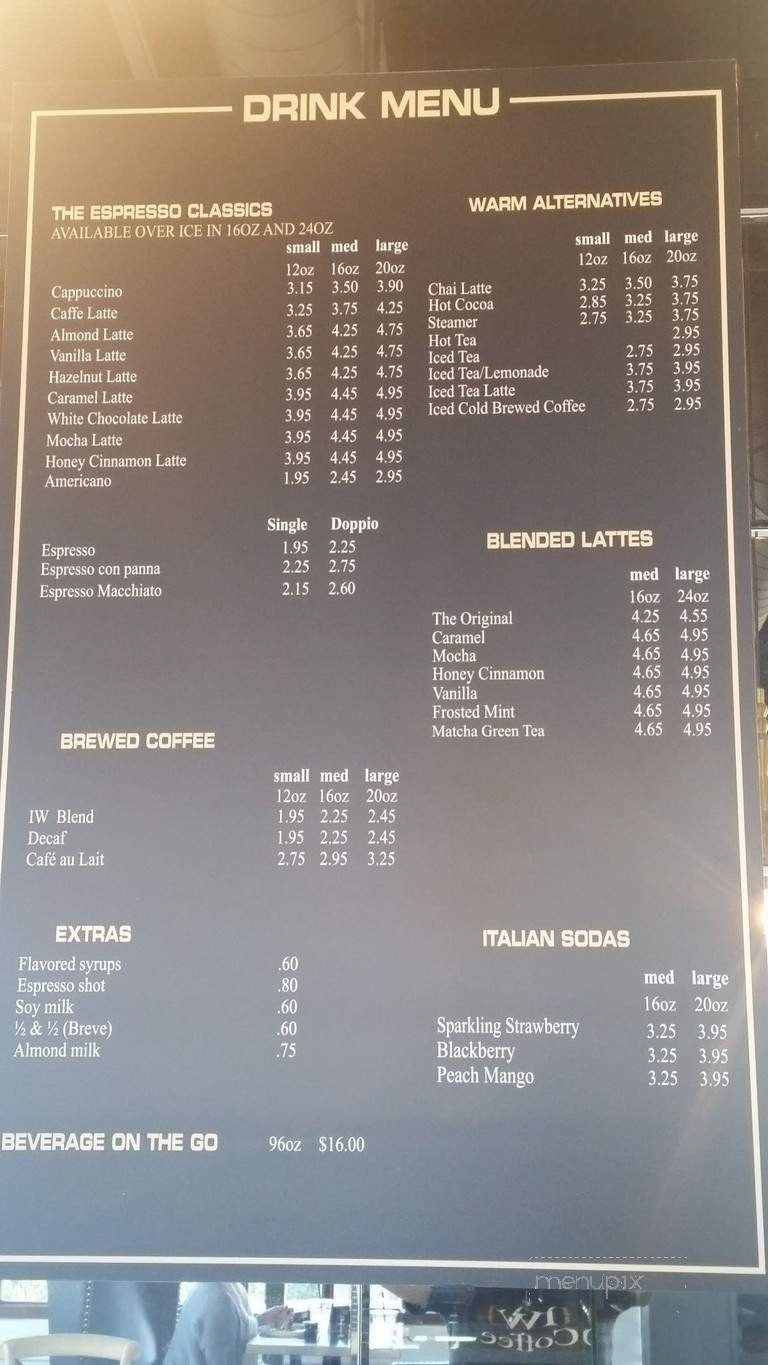 DRINK MENU
THE ESPRESSO CLASSICS
AVAILABLE OVER ICE IN 16OZ AND 24OZ
small med large
12oz 16oz 20oz
Cappuccino 3.15 3.50 3.90
Caffe Latte 3.25 3.75 4.25
Almond Latte 3.65 4.25 4.75
Vanilla Latte 3.65 4.25 4.75
Hazelnut Latte 3.65 4.25 4.75
Caramel Latte 3.95 4.45 4.95
White Chocolate Latte 3.95 4.45 4.95
Mocha Latte 3.95 4.45 4.95
Honey Cinnamon Latte 3.95 4.45 4.95
Americano 1.95 2.45 2.95
Single Doppio
Espresso 1.95 2.25
Espresso con panna 2.25 2.75
Espresso Macchiato 2.15 2.60
BREWED COFFEE
small med large
12oz 16oz 20oz
IW Blend 1.95 2.25 2.45
Decaf 1.95 2.25 2.45
Café au Lait 2.75 2.95 3.25
EXTRAS
Flavored syrups .60
Espresso shot .80
Soy milk .60
½ & ½ (Breve) .60
Almond milk .75
BEVERAGE ON THE GO 96oz $16.00
WARM ALTERNATIVES
small med large
12oz 16oz 20oz
Chai Latte 3.25 3.50 3.75
Hot Cocoa 2.85 3.25 3.75
Steamer 2.75 3.25 3.75
Hot Tea 2.95
Iced Tea 2.75 2.95
Iced Tea/Lemonade 3.75 3.95
Iced Tea Latte 3.75 3.95
Iced Cold Brewed Coffee 2.75 2.95
BLENDED LATTES
med large
16oz 24oz
The Original 4.25 4.55
Caramel 4.65 4.95
Mocha 4.65 4.95
Honey Cinnamon 4.65 4.95
Vanilla 4.65 4.95
Frosted Mint 4.65 4.95
Matcha Green Tea 4.65 4.95
ITALIAN SODAS
med large
16oz 20oz
Sparkling Strawberry 3.25 3.95
Blackberry 3.25 3.95
Peach Mango 3.25 3.95
menupix
Coffee